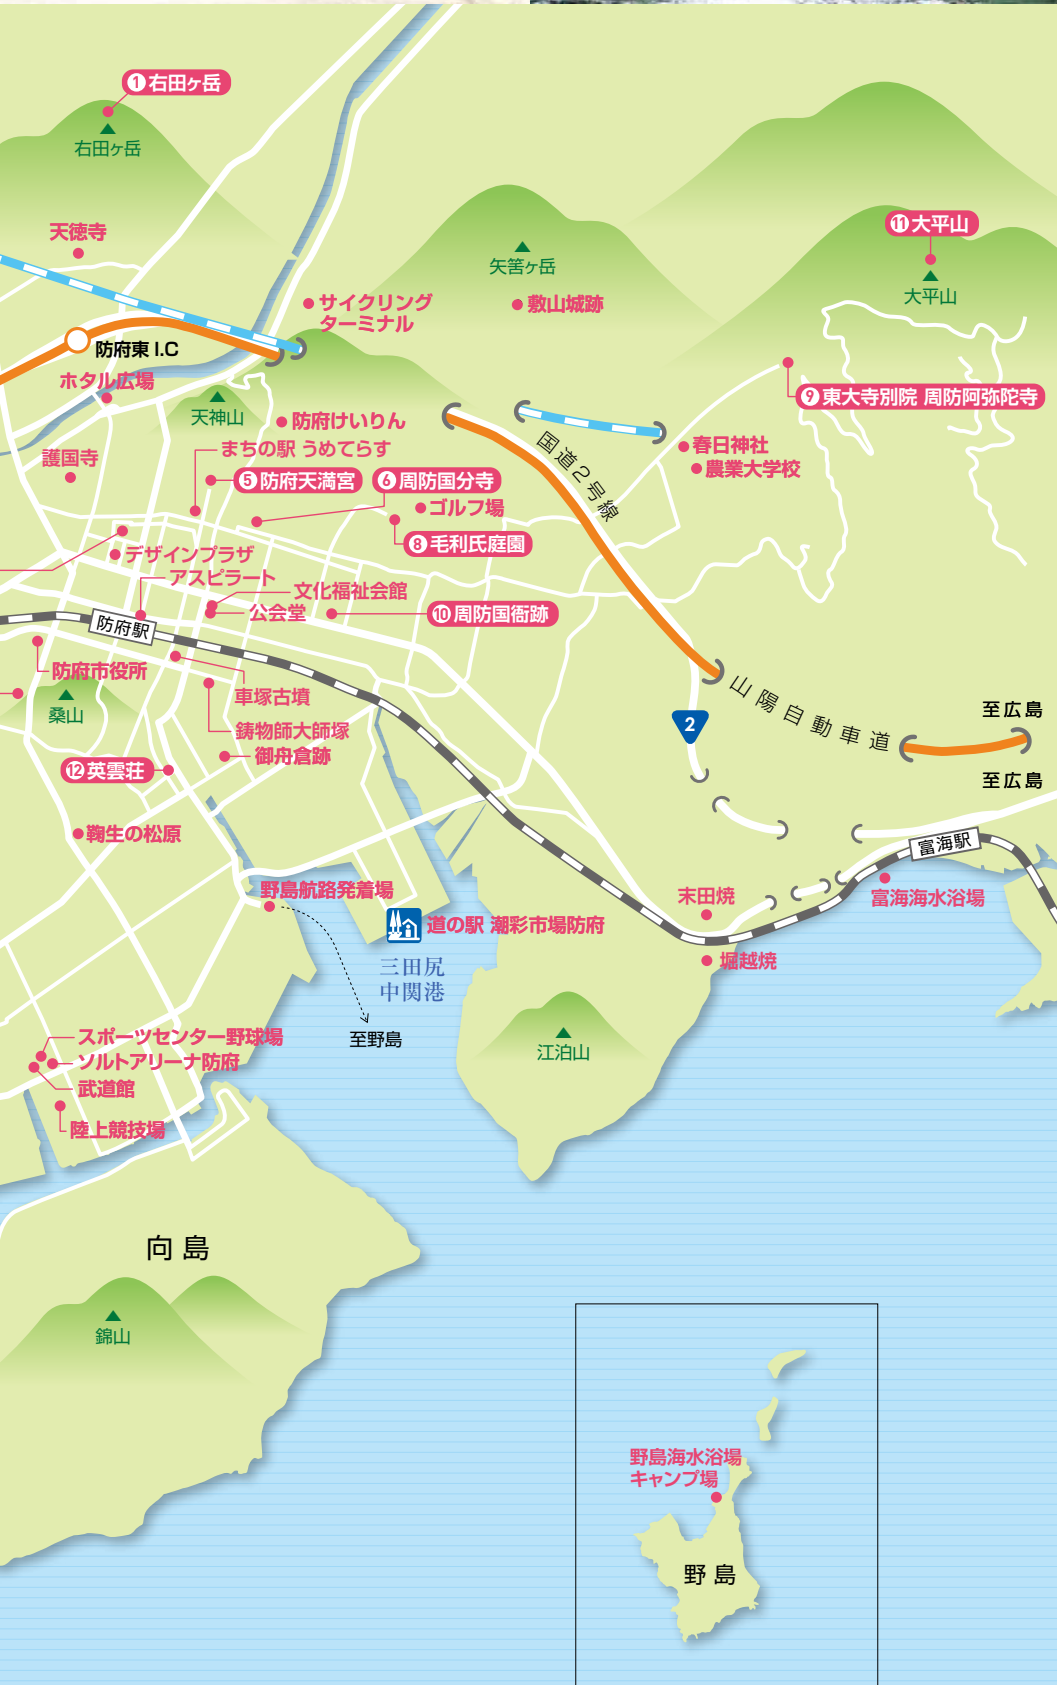 ❶右田ヶ岳
右田ヶ岳
天徳寺
⓫大平山
矢筈ヶ岳
大平山
サイクリング
ターミナル
敷山城跡
防府東 I.C
ホタル広場
⓽東大寺別院 周防阿弥陀寺
天神山
防府けいりん
国道2号線
春日神社
農業大学校
まちの駅 うめてらす
護国寺
❺防府天満宮
❻周防国分寺
ゴルフ場
❽毛利氏庭園
デザインプラザ
アスピラート
文化福祉会館
公会堂
❿周防国衙跡
防府駅
防府市役所
車塚古墳
桑山
山陽自動車道
至広島
2
鋳物師大師塚
御舟倉跡
⓬英雲荘
至広島
鞠生の松原
富海駅
野島航路発着場
末田焼
富海海水浴場
道の駅 潮彩市場防府
堀越焼
三田尻
中関港
至野島
江泊山
スポーツセンター野球場
ソルトアリーナ防府
武道館
陸上競技場
向島
錦山
野島海水浴場
キャンプ場
野島